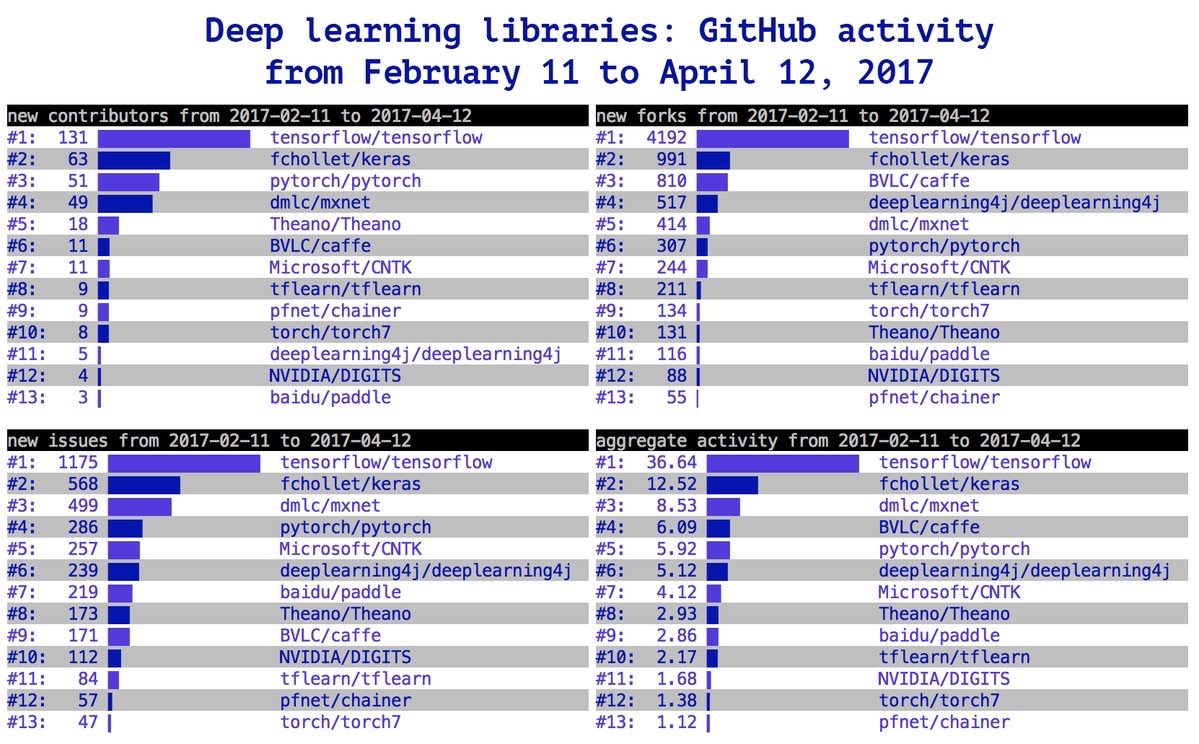 Deep learning libraries: GitHub activity
from February 11 to April 12, 2017
new contributors from 2017-02-11 to 2017-04-12
#1: 131 tensorflow/tensorflow
#2: 63 fchollet/keras
#3: 51 pytorch/pytorch
#4: 49 dmlc/mxnet
#5: 18 Theano/Theano
#6: 11 BVLC/caffe
#7: 11 Microsoft/CNTK
#8: 9 tflearn/tflearn
#9: 9 pfnet/chainer
#10: 8 torch/torch7
#11: 5 deeplearning4j/deeplearning4j
#12: 4 NVIDIA/DIGITS
#13: 3 baidu/paddle
new forks from 2017-02-11 to 2017-04-12
#1: 4192 tensorflow/tensorflow
#2: 991 fchollet/keras
#3: 810 BVLC/caffe
#4: 517 deeplearning4j/deeplearning4j
#5: 414 dmlc/mxnet
#6: 307 pytorch/pytorch
#7: 244 Microsoft/CNTK
#8: 211 tflearn/tflearn
#9: 134 torch/torch7
#10: 131 Theano/Theano
#11: 116 baidu/paddle
#12: 88 NVIDIA/DIGITS
#13: 55 pfnet/chainer
new issues from 2017-02-11 to 2017-04-12
#1: 1175 tensorflow/tensorflow
#2: 568 fchollet/keras
#3: 499 dmlc/mxnet
#4: 286 pytorch/pytorch
#5: 257 Microsoft/CNTK
#6: 239 deeplearning4j/deeplearning4j
#7: 219 baidu/paddle
#8: 173 Theano/Theano
#9: 171 BVLC/caffe
#10: 112 NVIDIA/DIGITS
#11: 84 tflearn/tflearn
#12: 57 pfnet/chainer
#13: 47 torch/torch7
aggregate activity from 2017-02-11 to 2017-04-12
#1: 36.64 tensorflow/tensorflow
#2: 12.52 fchollet/keras
#3: 8.53 dmlc/mxnet
#4: 6.09 BVLC/caffe
#5: 5.92 pytorch/pytorch
#6: 5.12 deeplearning4j/deeplearning4j
#7: 4.12 Microsoft/CNTK
#8: 2.93 Theano/Theano
#9: 2.86 baidu/paddle
#10: 2.17 tflearn/tflearn
#11: 1.68 NVIDIA/DIGITS
#12: 1.38 torch/torch7
#13: 1.12 pfnet/chainer